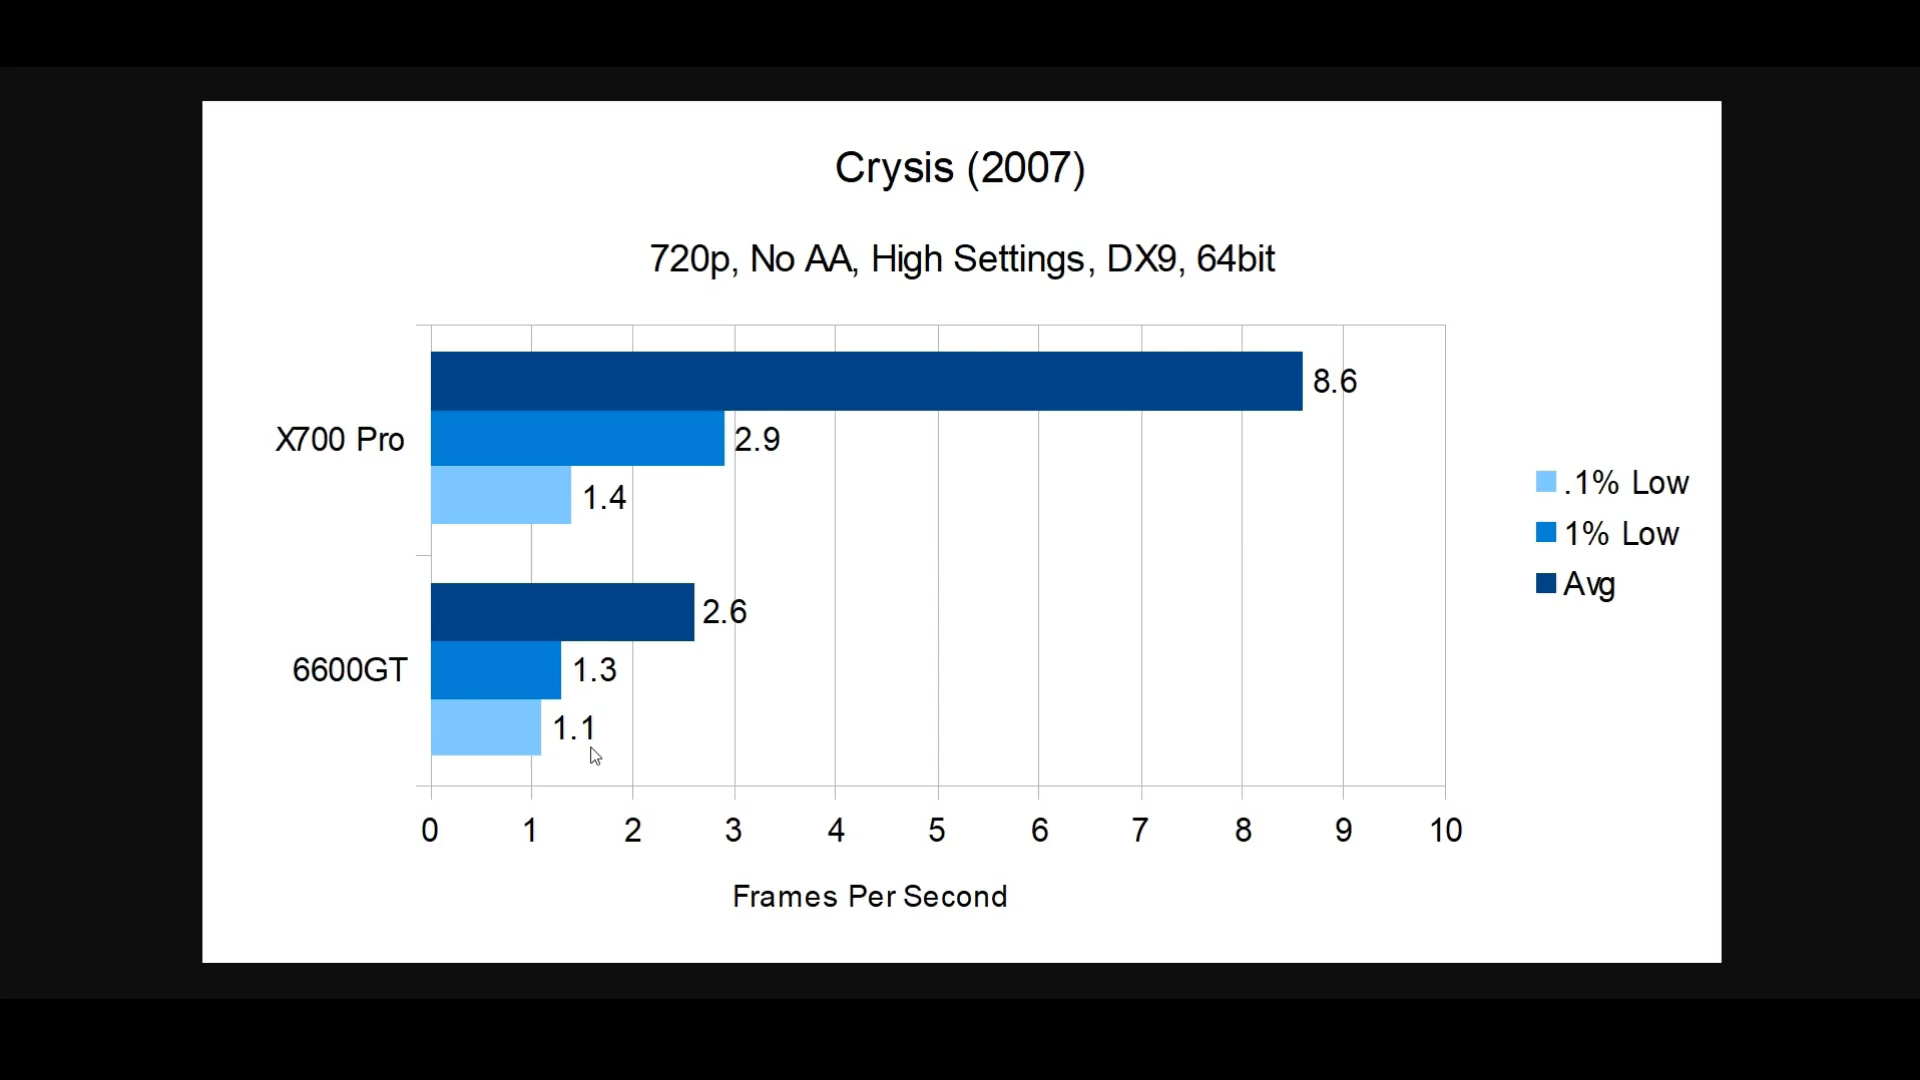 Crysis (2007)
720p, No AA, High Settings, DX9, 64bit
8.6
X700 Pro
2.9
1.4
.1% Low
1% Low
Avg
2.6
6600GT
1.3
1.1
0 1 2 3 4 5 6 7 8 9 10
Frames Per Second